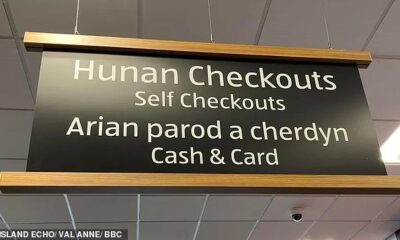 Hunan Checkouts
Self Checkouts
Arian parod a cherdyn
Cash & Card
ISLAND ECHO/ VAL ANNE/ BBC